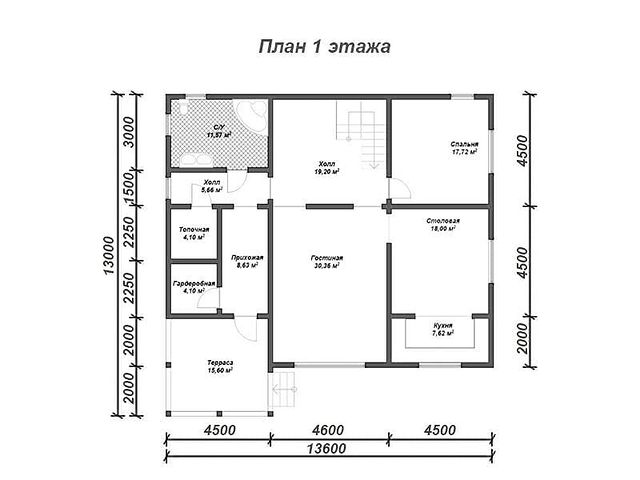 План 1 этажа
С/У
11,57 м²
Холл
19,20 м²
Спальня
17,72 м²
Холл
5,66 м²
Топочная
4,10 м²
Прихожая
8,63 м²
Гардеробная
4,10 м²
Гостиная
30,36 м²
Столовая
18,00 м²
Кухня
7,62 м²
Терраса
15,60 м²
13000
3000
1500
2250
2250
2000
2000
4500
4500
2000
4500
4600
4500
13600